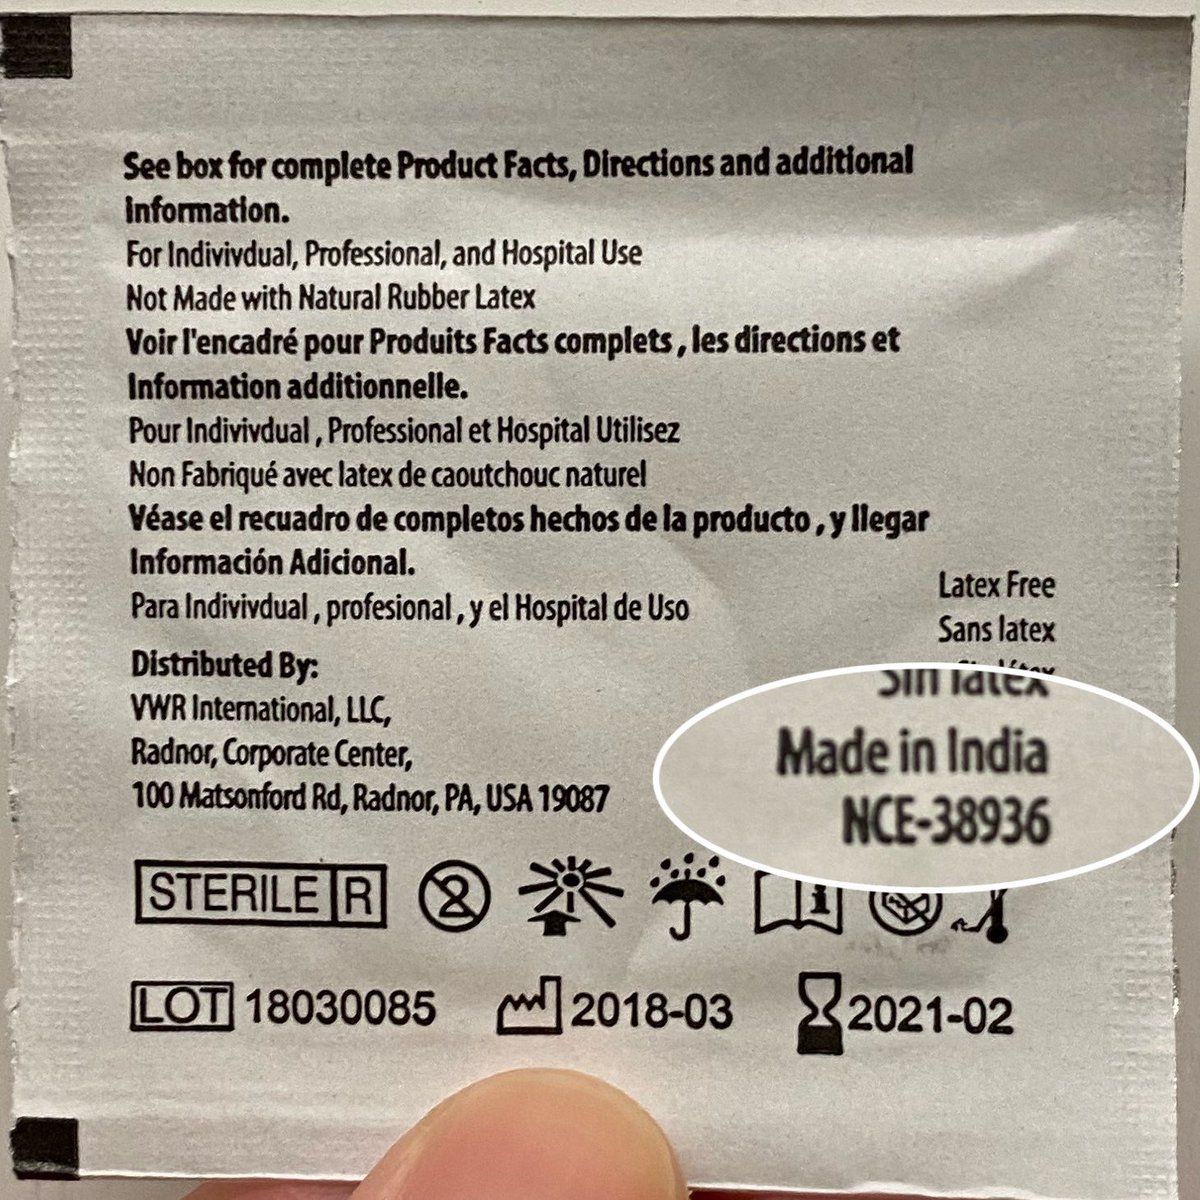 See box for complete Product Facts, Directions and additional
Information.
For Indivivdual, Professional, and Hospital Use
Not Made with Natural Rubber Latex
Voir l'encadré pour Produits Facts complets , les directions et
Information additionnelle.
Pour Indivivdual , Professional et Hospital Utilisez
Non Fabriqué avec latex de caoutchouc naturel
Véase el recuadro de completos hechos de la producto , y llegar
Información Adicional.
Para Indivivdual , profesional , y el Hospital de Uso
Latex Free
Sans latex
Sin latex
Made in India
NCE-38936
Distributed By:
VWR International, LLC,
Radnor, Corporate Center,
100 Matsonford Rd, Radnor, PA, USA 19087
STERILE R 2
LOT 18030085 2018-03 2021-02